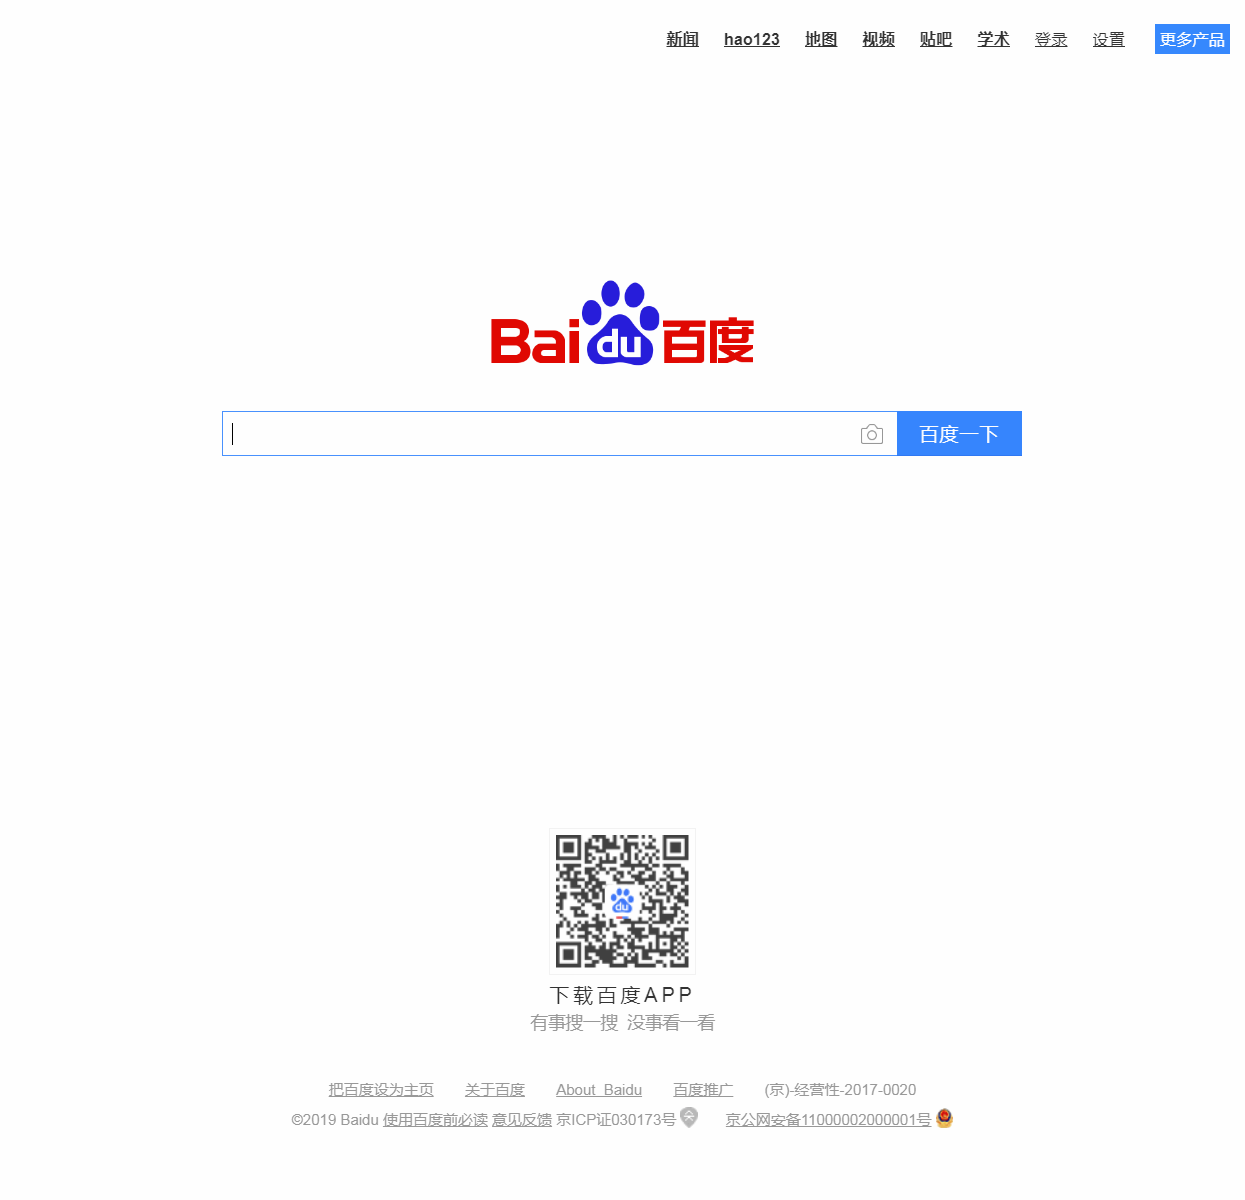 新闻 hao123 地图 视频 贴吧 学术 登录 设置 更多产品
Bai du 百度
百度一下
du
下载百度APP
有事搜一搜 没事看一看
把百度设为主页 关于百度 About Baidu 百度推广 (京)-经营性-2017-0020
©2019 Baidu 使用百度前必读 意见反馈 京ICP证030173号 京公网安备11000002000001号